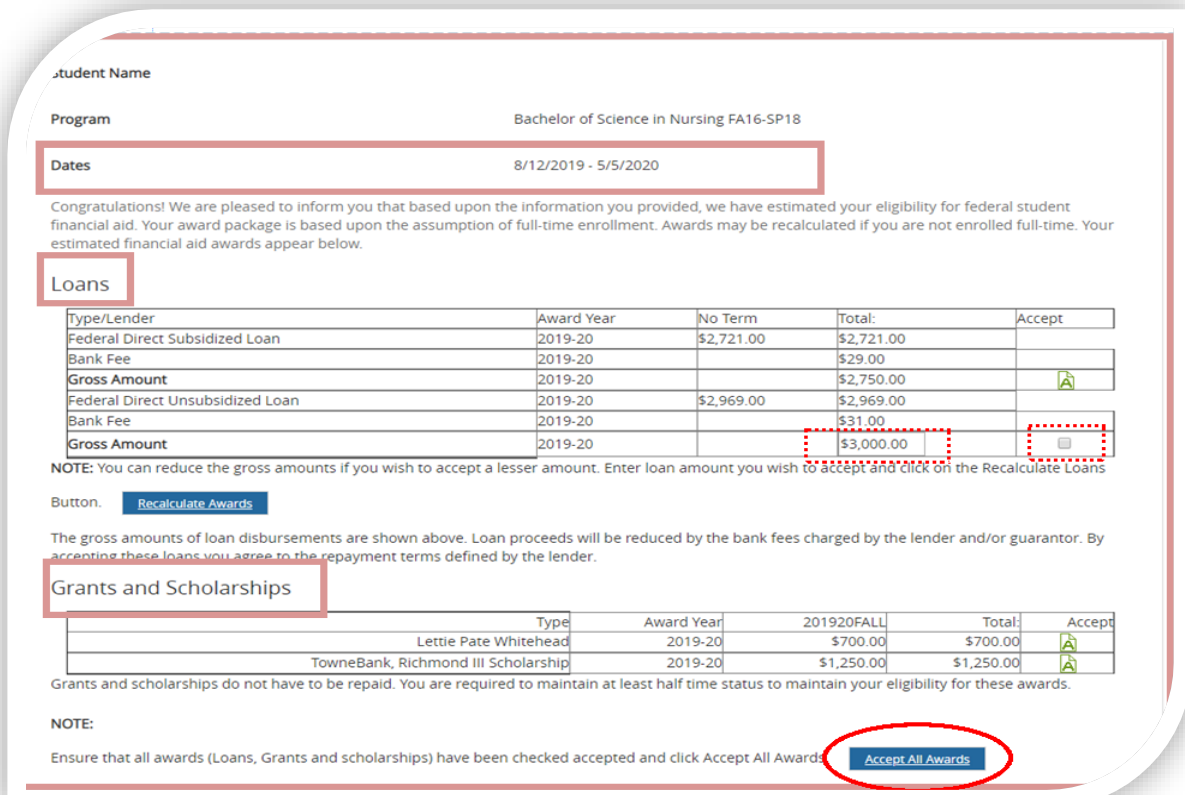 Student Name
Program Bachelor of Science in Nursing FA16-SP18
Dates 8/12/2019 - 5/5/2020
Congratulations! We are pleased to inform you that based upon the information you provided, we have estimated your eligibility for federal student
financial aid. Your award package is based upon the assumption of full-time enrollment. Awards may be recalculated if you are not enrolled full-time. Your
estimated financial aid awards appear below.
Loans
Type/Lender Award Year No Term Total: Accept
Federal Direct Subsidized Loan 2019-20 $2,721.00 $2,721.00
Bank Fee 2019-20 $29.00
Gross Amount 2019-20 $2,750.00 A
Federal Direct Unsubsidized Loan 2019-20 $2,969.00 $2,969.00
Bank Fee 2019-20 $31.00
Gross Amount 2019-20 $3,000.00
NOTE: You can reduce the gross amounts if you wish to accept a lesser amount. Enter loan amount you wish to accept and click on the Recalculate Loans
Button. Recalculate Awards
The gross amounts of loan disbursements are shown above. Loan proceeds will be reduced by the bank fees charged by the lender and/or guarantor. By
accepting these loans you agree to the repayment terms defined by the lender.
Grants and Scholarships
Type Award Year 201920FALL Total: Accept
Lettie Pate Whitehead 2019-20 $700.00 $700.00 A
TowneBank, Richmond III Scholarship 2019-20 $1,250.00 $1,250.00 A
Grants and scholarships do not have to be repaid. You are required to maintain at least half time status to maintain your eligibility for these awards.
NOTE:
Ensure that all awards (Loans, Grants and scholarships) have been checked accepted and click Accept All Awards Accept All Awards